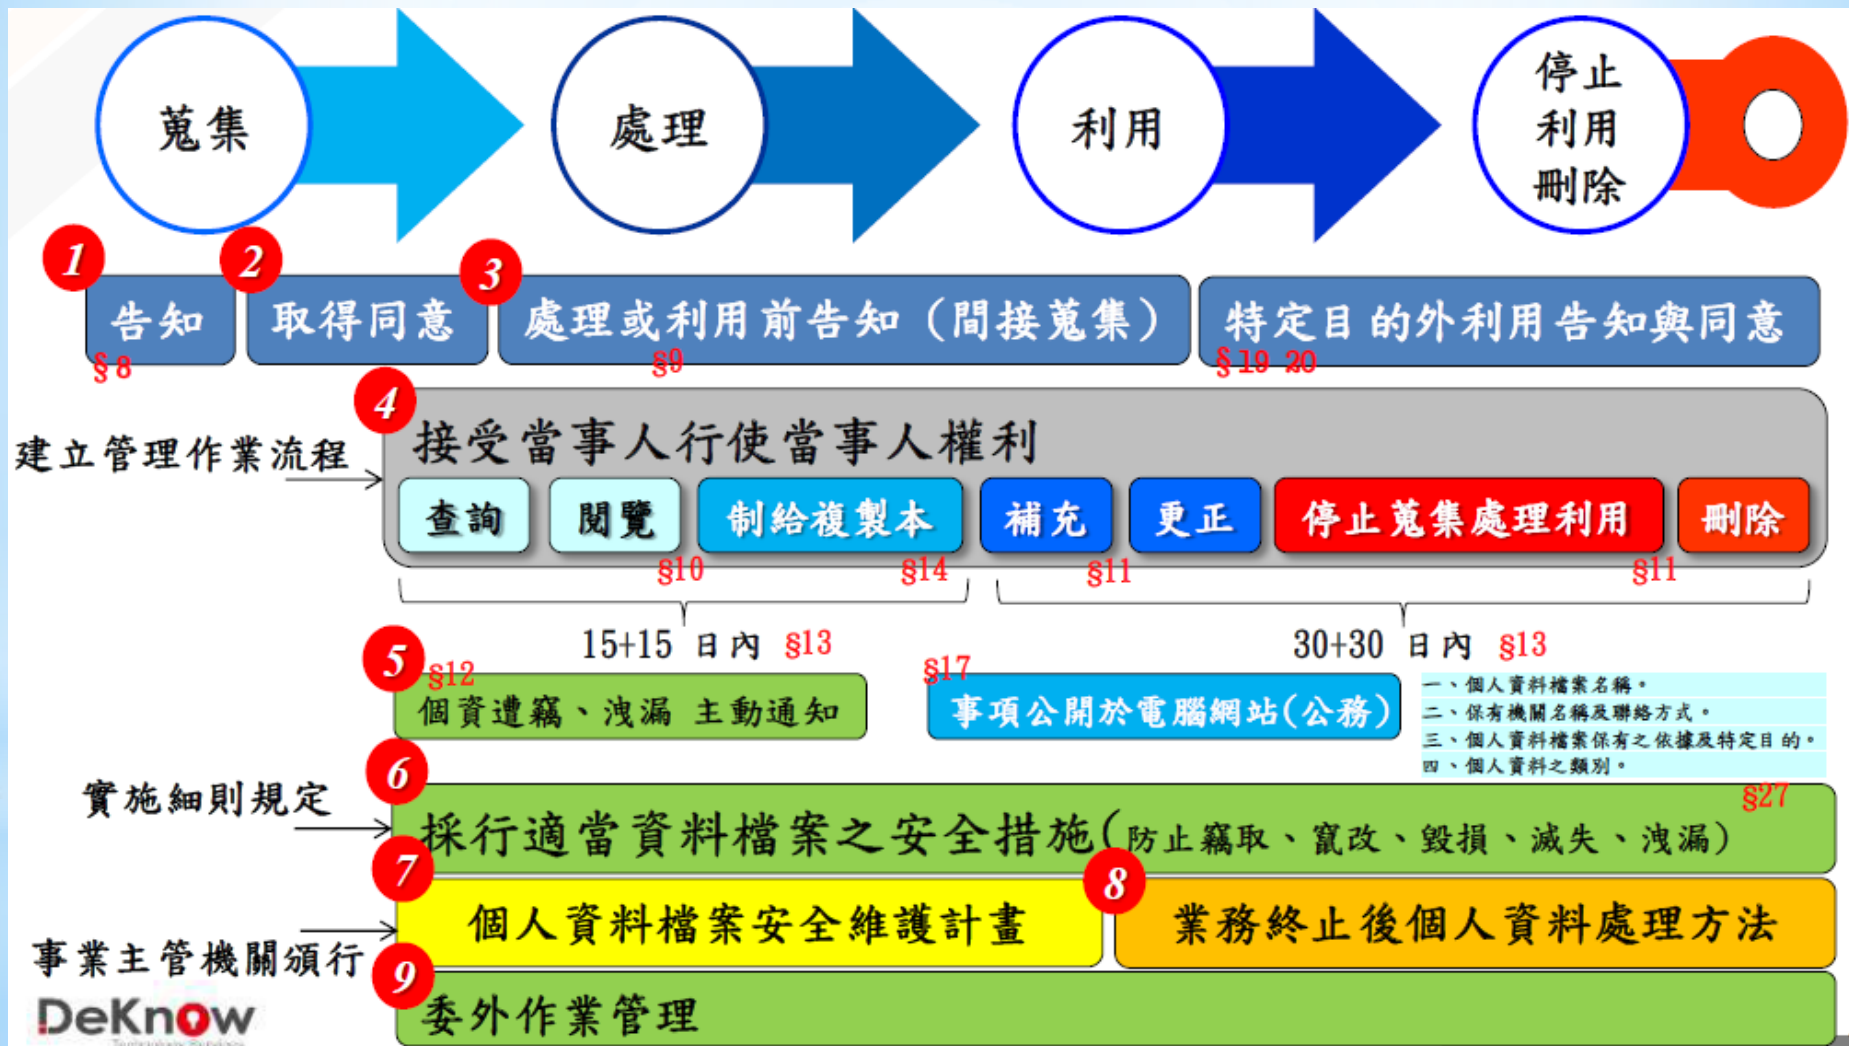 蒐集
處理
利用
停止
利用
刪除
1
告知
§8
2
取得同意
3
處理或利用前告知（間接蒐集）
§9
特定目的外利用告知與同意
§19 20
建立管理作業流程
4
接受當事人行使當事人權利
查詢
閱覽
§10
制給複製本
§14
補充
§11
更正
停止蒐集處理利用
§11
刪除
15+15 日內 §13
30+30 日內 §13
5
§12
個資遭竊、洩漏 主動通知
§17
事項公開於電腦網站(公務)
一、個人資料檔案名稱。
二、保有機關名稱及聯絡方式。
三、個人資料檔案保有之依據及特定目的。
四、個人資料之類別。
實施細則規定
6
§27
採行適當資料檔案之安全措施(防止竊取、竄改、毀損、滅失、洩漏)
事業主管機關頒行
7
個人資料檔案安全維護計畫
8
業務終止後個人資料處理方法
9
委外作業管理
DeKnow